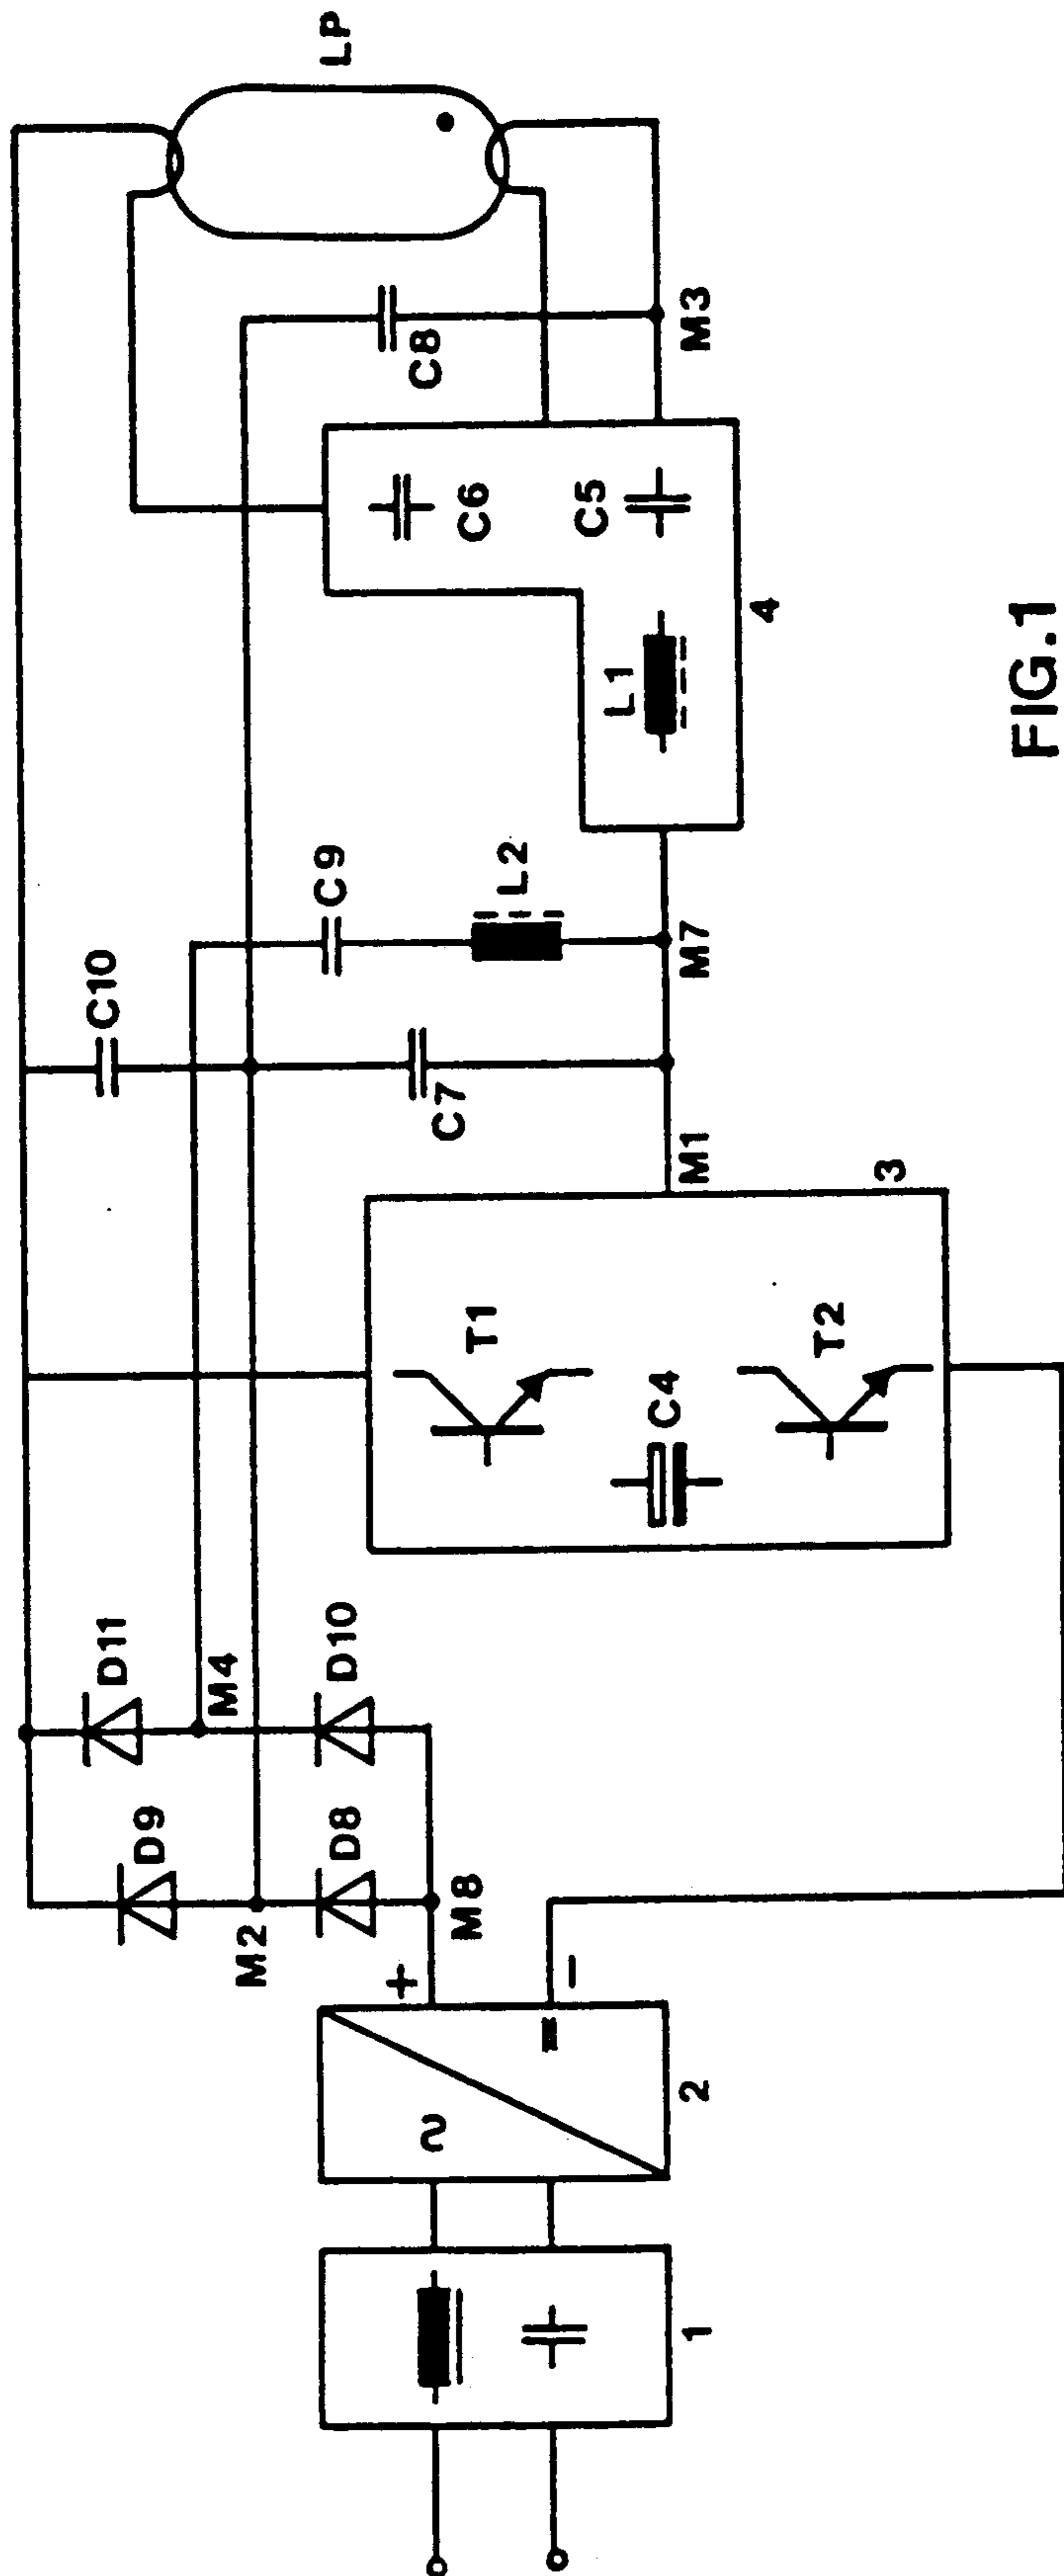 LP
C10
C9
C8
D11
D9
M4
C6
L2
D10
D8
M2
C7
L1
C5
T1
M3
M8
M7
M1
C4
+
−
~
=
T2
1
2
3
4
FIG.1